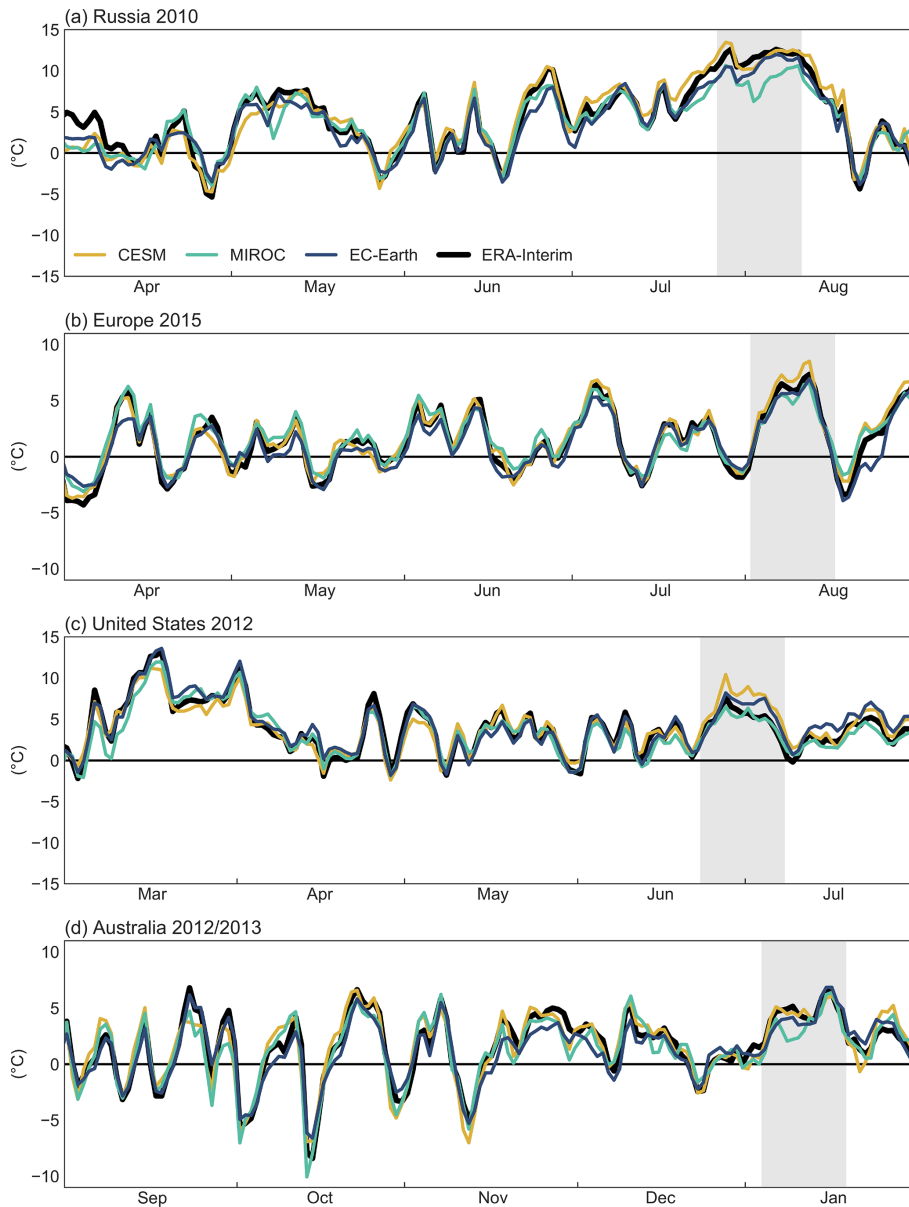 (a) Russia 2010
15
10
5
0
−5
−10
−15
(°C)
CESM MIROC EC-Earth ERA-Interim
Apr May Jun Jul Aug
(b) Europe 2015
10
5
0
−5
−10
(°C)
Apr May Jun Jul Aug
(c) United States 2012
15
10
5
0
−5
−10
−15
(°C)
Mar Apr May Jun Jul
(d) Australia 2012/2013
10
5
0
−5
−10
(°C)
Sep Oct Nov Dec Jan